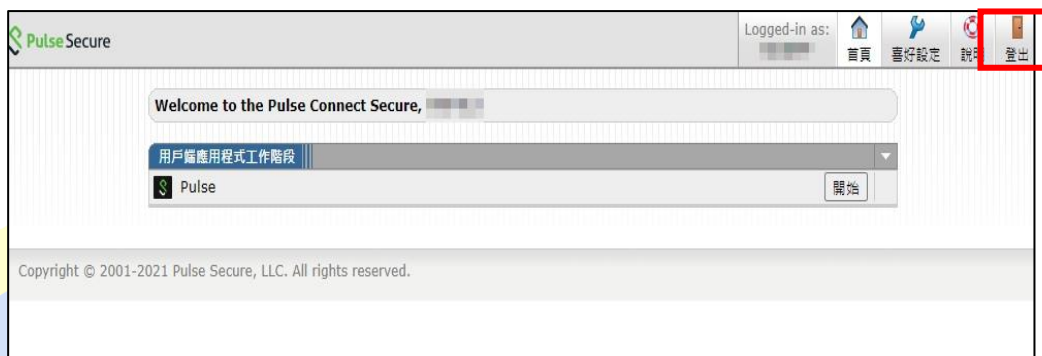 Pulse Secure
Logged-in as:
首頁
喜好設定
說明
登出
Welcome to the Pulse Connect Secure,
用戶端應用程式工作階段
Pulse
開始
Copyright © 2001-2021 Pulse Secure, LLC. All rights reserved.